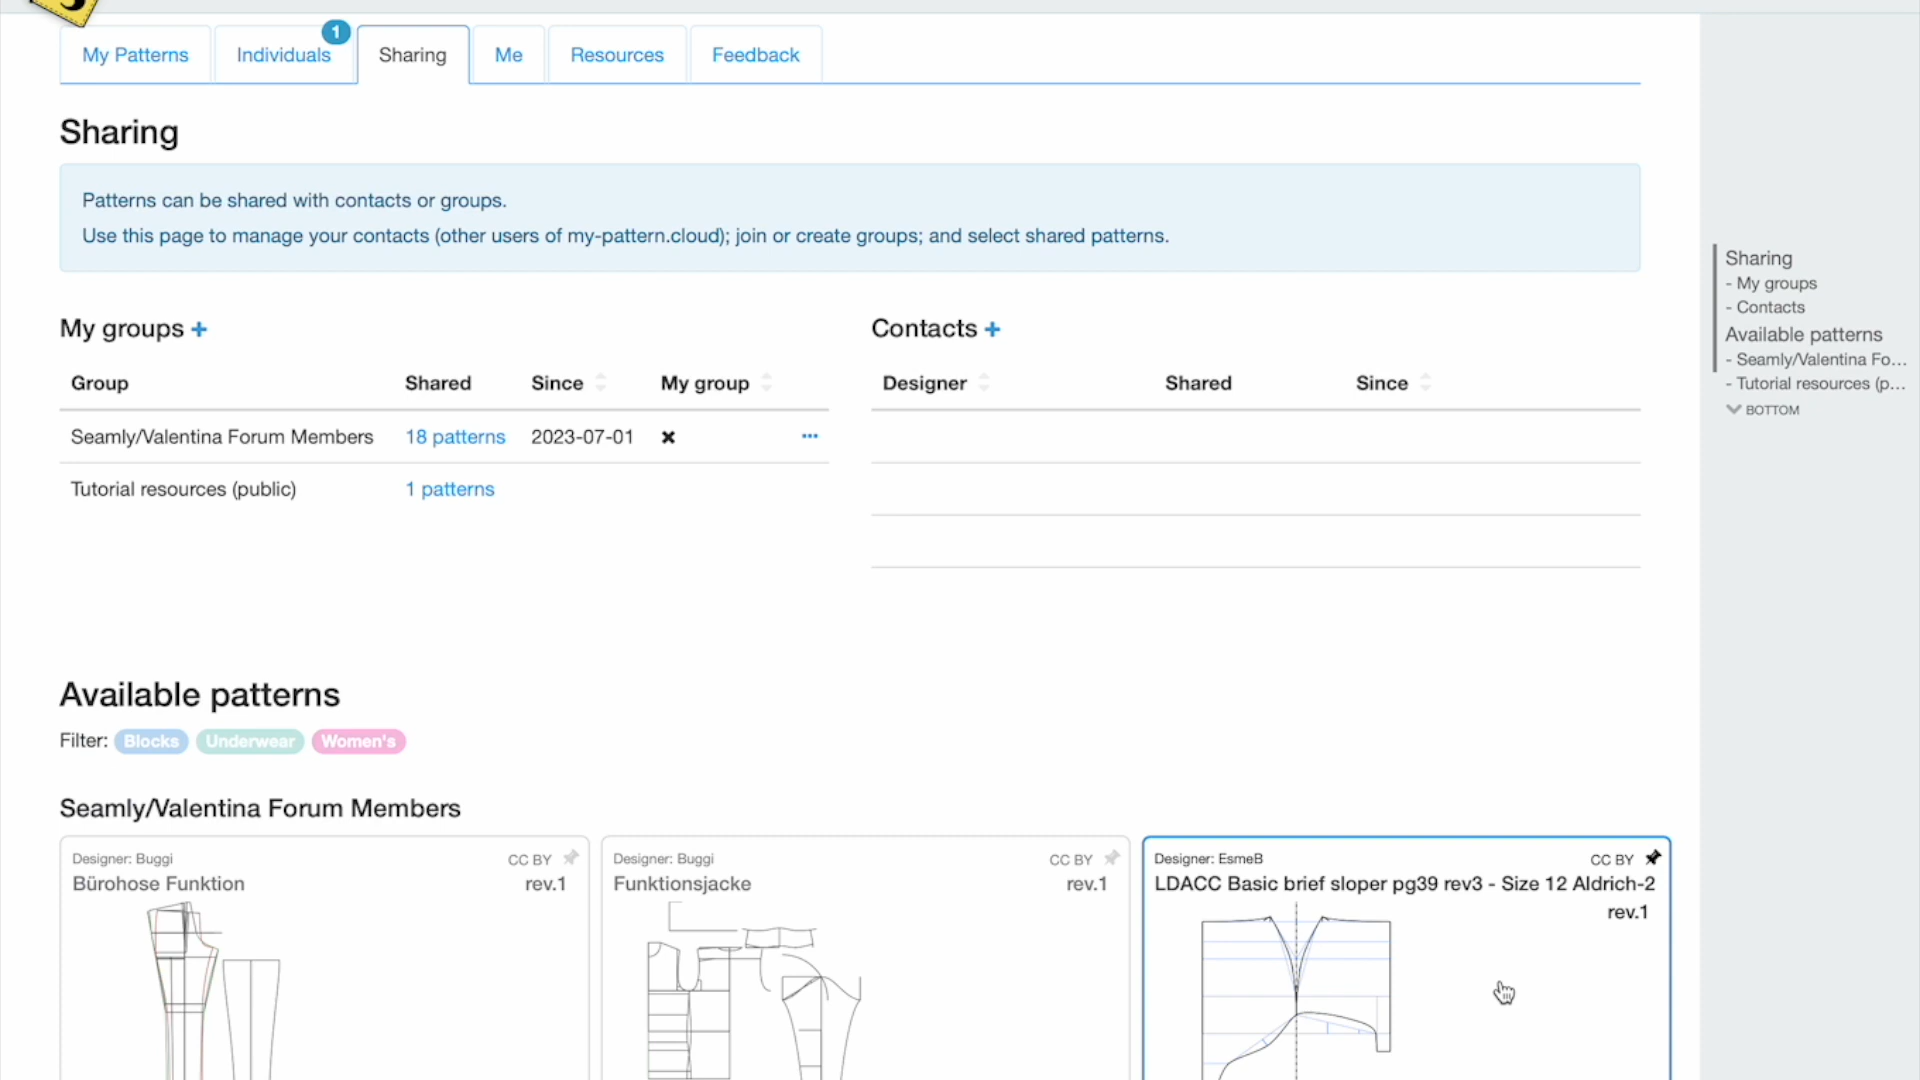 My Patterns
Individuals
1
Sharing
Me
Resources
Feedback
Sharing
Patterns can be shared with contacts or groups.
Use this page to manage your contacts (other users of my-pattern.cloud); join or create groups; and select shared patterns.
Sharing
- My groups
- Contacts
Available patterns
- Seamly/Valentina Fo...
- Tutorial resources (p...
BOTTOM
My groups +
Group Shared Since My group
Seamly/Valentina Forum Members 18 patterns 2023-07-01 ✖ ...
Tutorial resources (public) 1 patterns
Contacts +
Designer Shared Since
Available patterns
Filter: Blocks Underwear Women's
Seamly/Valentina Forum Members
Designer: Buggi CC BY
Bürohose Funktion rev.1
Designer: Buggi CC BY
Funktionsjacke rev.1
Designer: EsmeB CC BY
LDACC Basic brief sloper pg39 rev3 - Size 12 Aldrich-2
rev.1